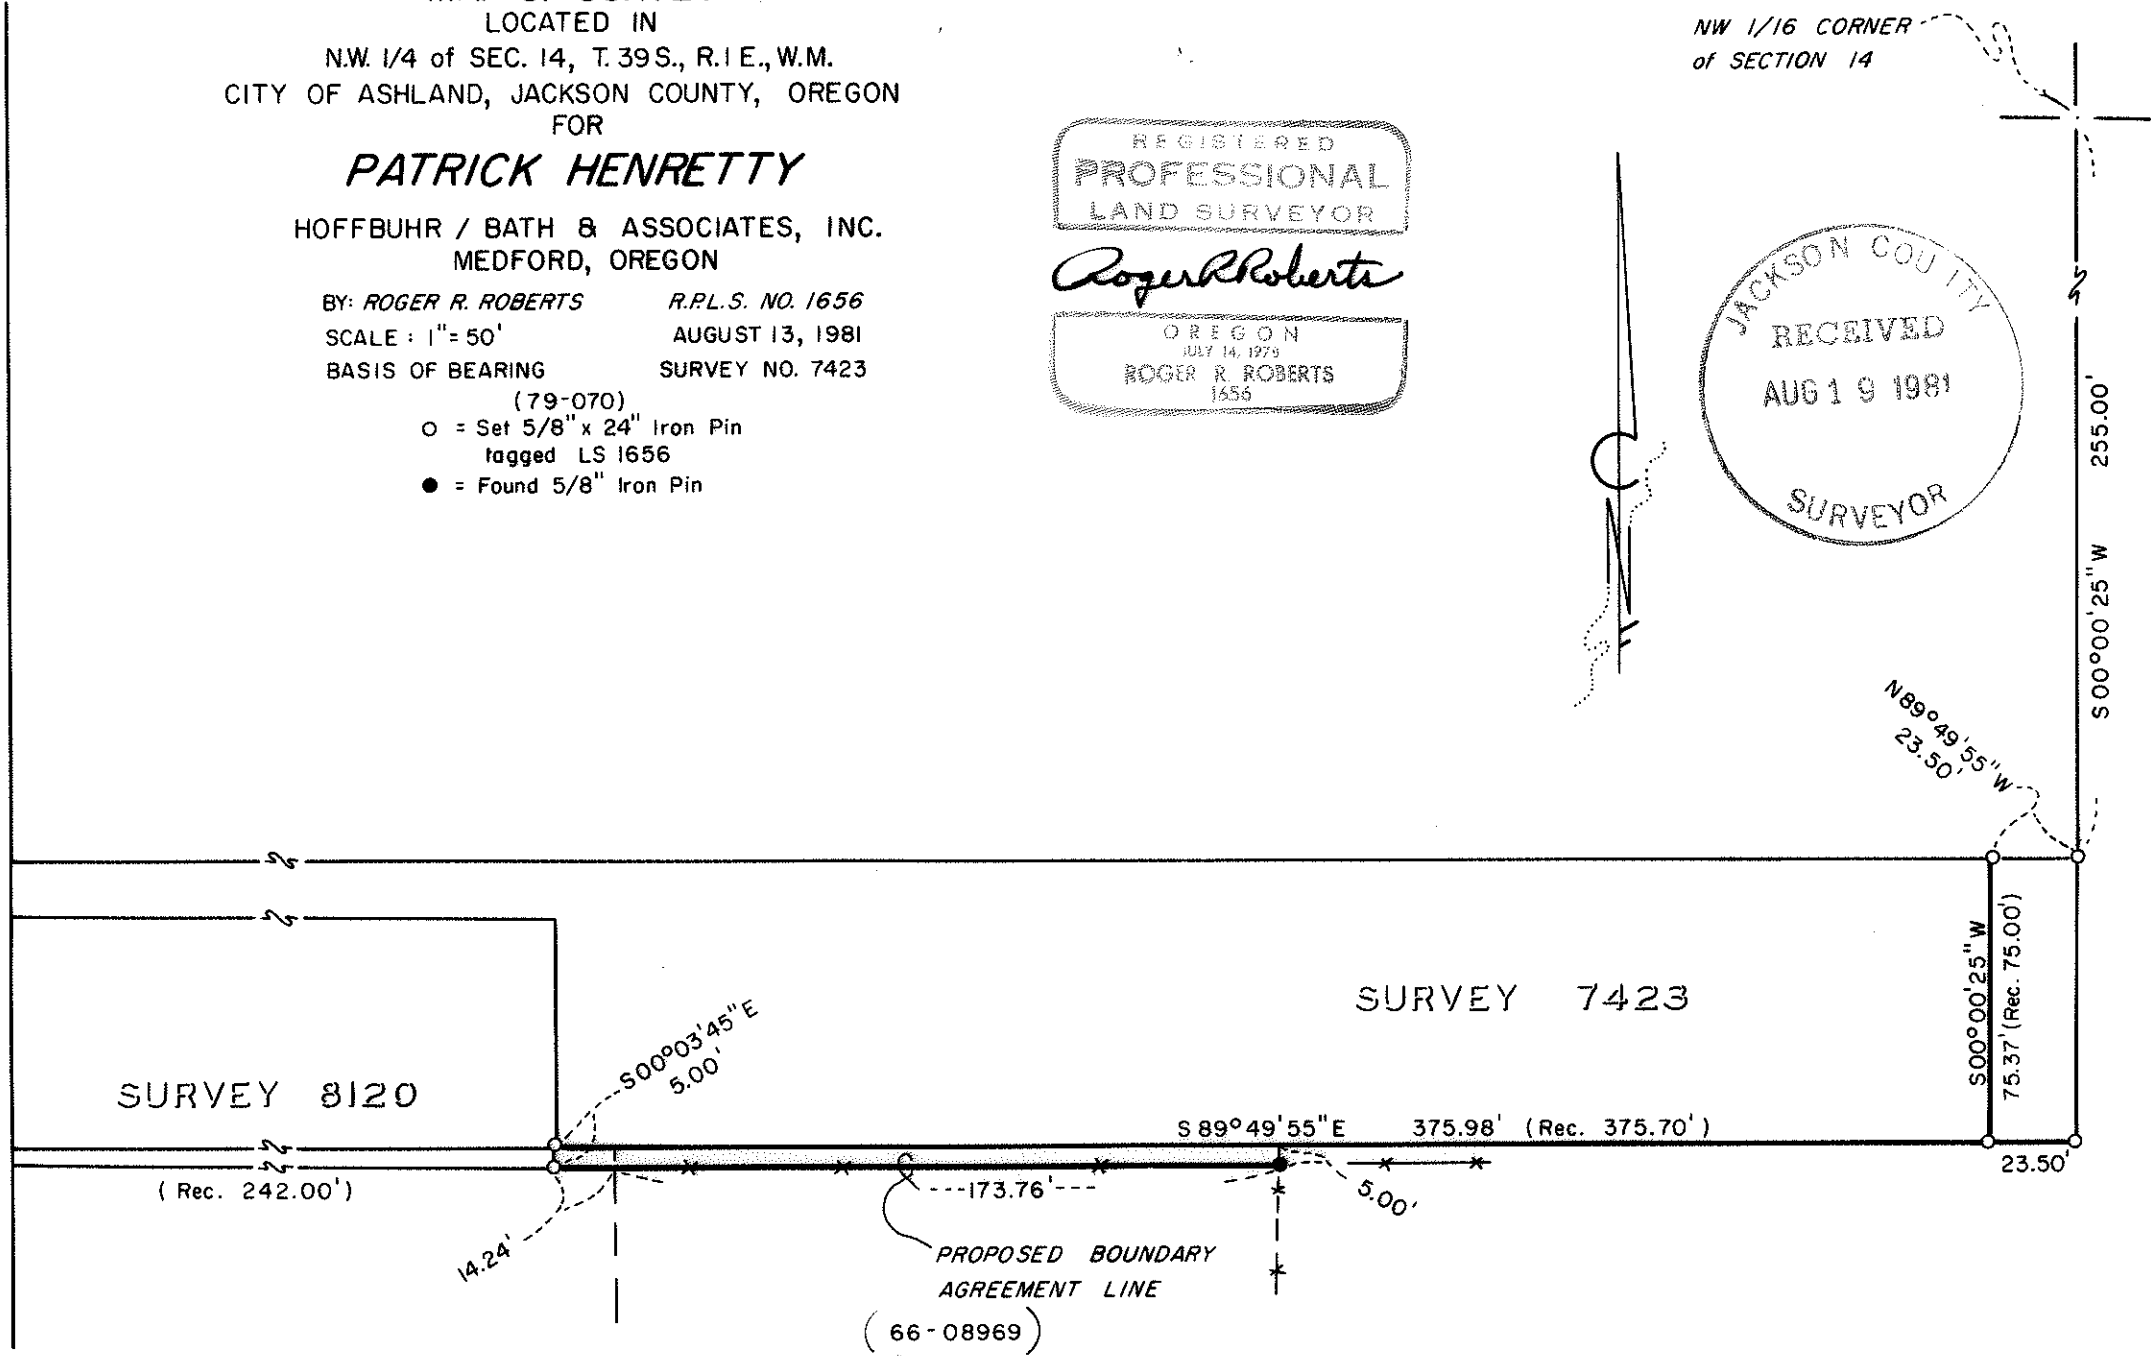 LOCATED IN
N.W. 1/4 of SEC. 14, T. 39 S., R. 1 E., W.M.
CITY OF ASHLAND, JACKSON COUNTY, OREGON
FOR
PATRICK HENRETTY
HOFFBUHR / BATH & ASSOCIATES, INC.
MEDFORD, OREGON
BY: ROGER R. ROBERTS R.P.L.S. NO. 1656
SCALE : 1" = 50' AUGUST 13, 1981
BASIS OF BEARING SURVEY NO. 7423
(79-070)
O = Set 5/8" x 24" Iron Pin
tagged LS 1656
● = Found 5/8" Iron Pin
REGISTERED
PROFESSIONAL
LAND SURVEYOR
Roger R Roberts
OREGON
JULY 14, 1978
ROGER R. ROBERTS
1656
NW 1/16 CORNER
of SECTION 14
JACKSON COU ITY
RECEIVED
AUG 19 1981
SURVEYOR
N
255.00'
S 00°00'25" W
N89°49'55" W
23.50'
S00°00'25" W
75.37' (Rec. 75.00')
SURVEY 7423
S00°03'45" E
5.00'
SURVEY 8120
S 89°49'55" E 375.98' (Rec. 375.70')
23.50'
(Rec. 242.00')
173.76'
5.00'
14.24'
PROPOSED BOUNDARY
AGREEMENT LINE
(66-08969)